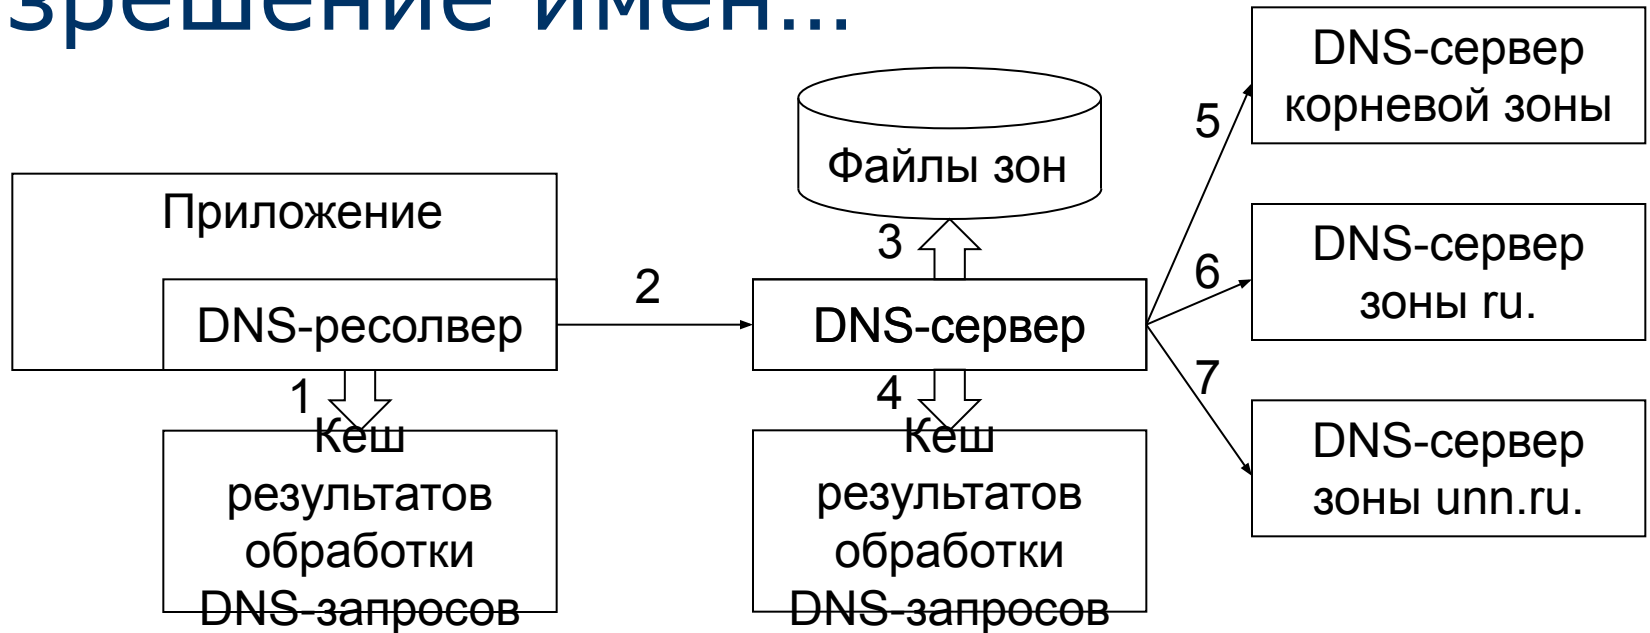 зрешение имен...
Приложение
DNS-ресолвер
1
Кеш
результатов
обработки
DNS-запросов
2
Файлы зон
3
DNS-сервер
4
Кеш
результатов
обработки
DNS-запросов
5
DNS-сервер
корневой зоны
6
DNS-сервер
зоны ru.
7
DNS-сервер
зоны unn.ru.